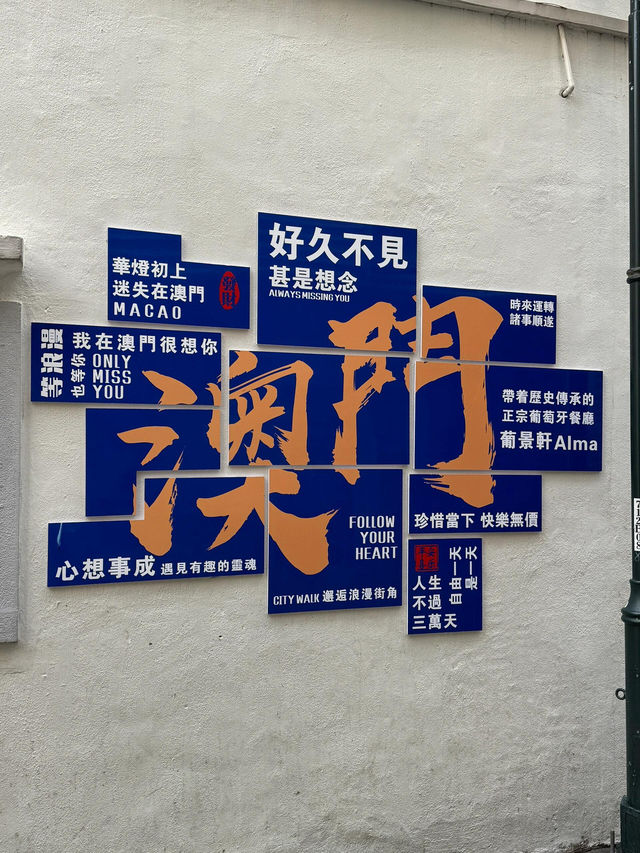 好久不見
甚是想念
ALWAYS MISSING YOU
華燈初上
迷失在澳門
MACAO
發財
時來運轉
諸事順遂
等浪漫
也等你
我在澳門很想你
ONLY
MISS
YOU
澳門
帶着歷史傳承的
正宗葡萄牙餐廳
葡景軒Alma
珍惜當下 快樂無價
FOLLOW
YOUR
HEART
CITY WALK 邂逅浪漫街角
心想事成 遇見有趣的靈魂
人生
不過
三萬天
自由一天
是一天